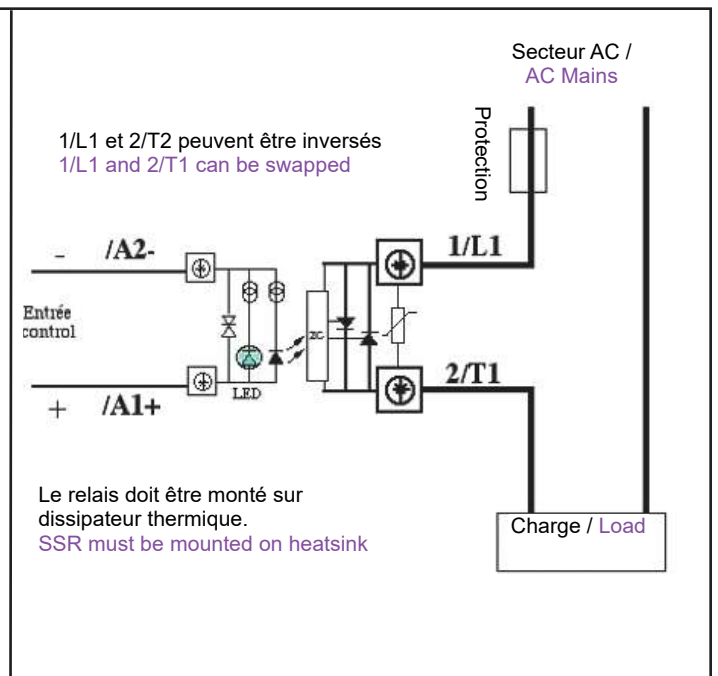 Secteur AC /
AC Mains
Protection
1/L1 et 2/T2 peuvent être inversés
1/L1 and 2/T1 can be swapped
- /A2-
1/L1
Entrée
control
ZC
LED
2/T1
+ /A1+
Le relais doit être monté sur
dissipateur thermique.
SSR must be mounted on heatsink
Charge / Load